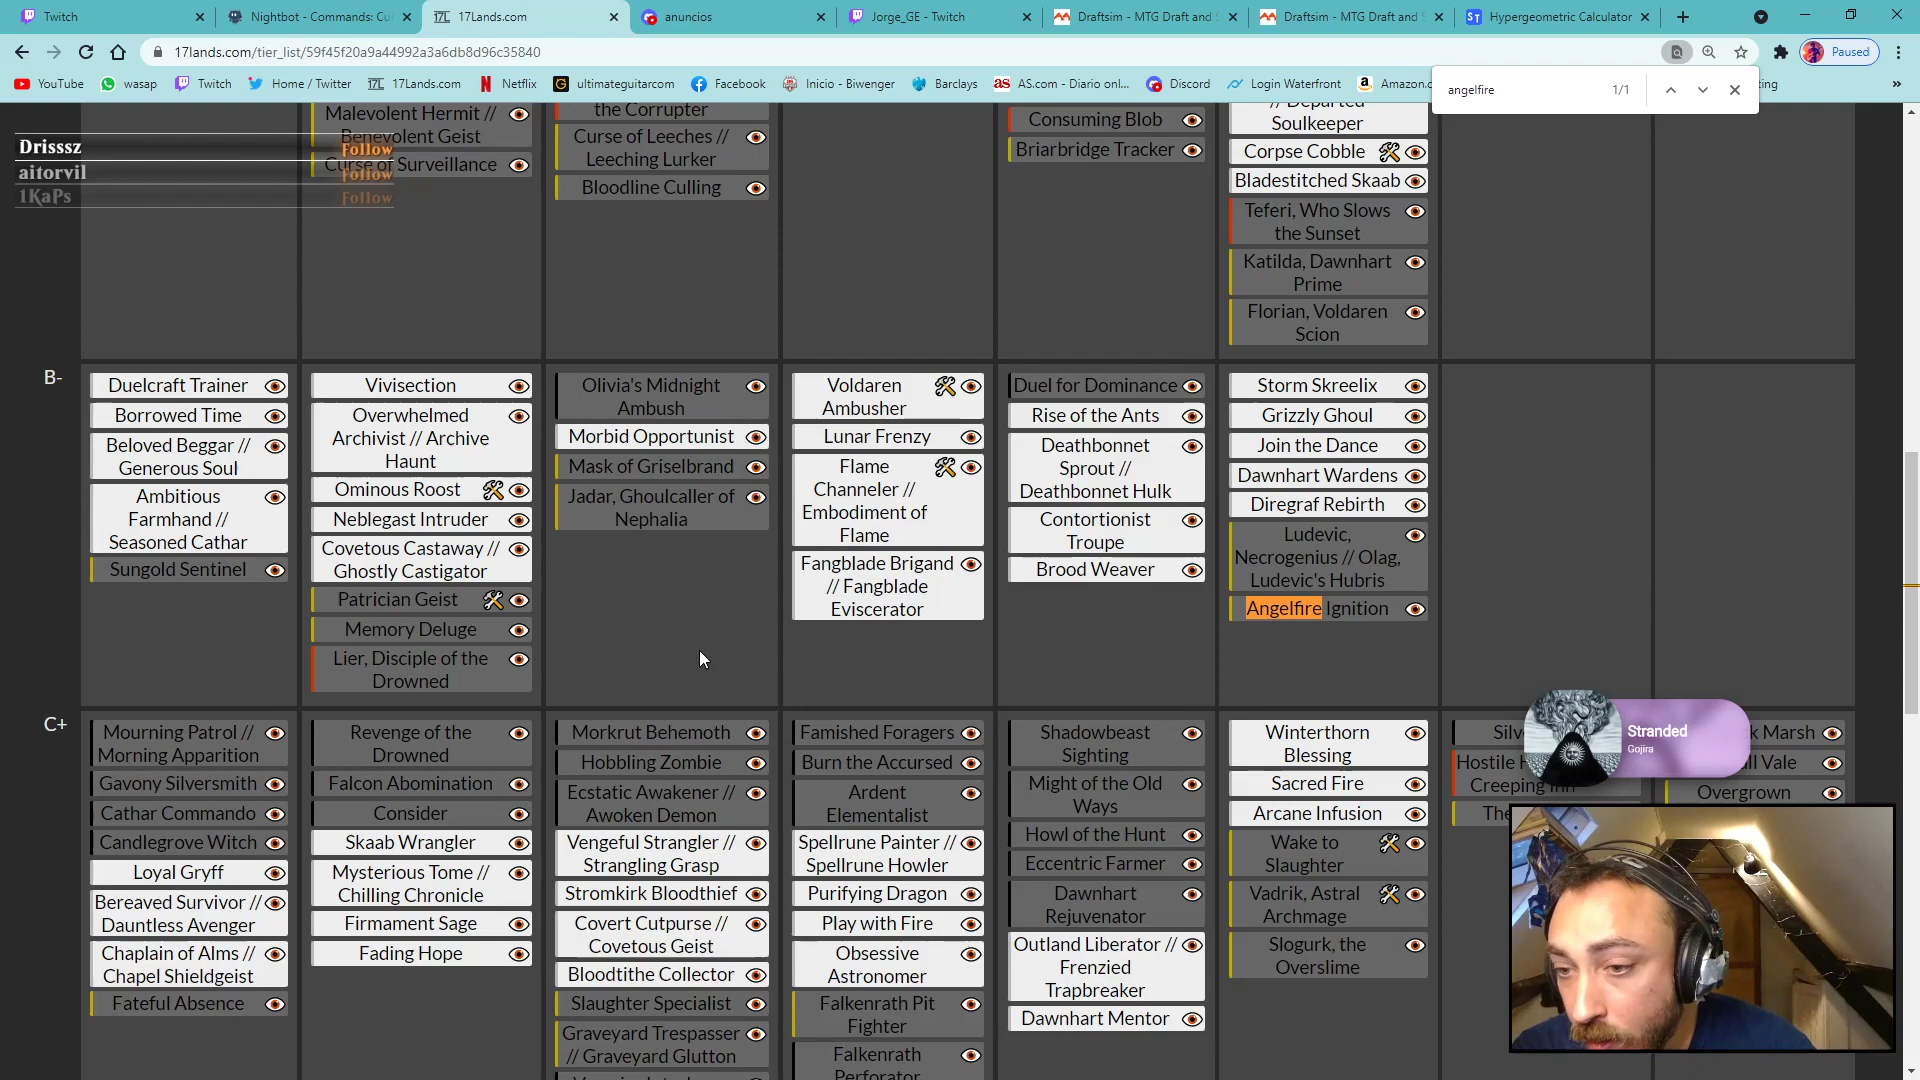 Twitch
Nightbot - Commands: Cu
17Lands.com
anuncios
Jorge_GE - Twitch
Draftsim - MTG Draft and
Draftsim - MTG Draft and
Hypergeometric Calculator
17lands.com/tier_list/59f45f20a9a44992a3a6db8d96c35840
Paused
YouTube
wasap
Twitch
Home / Twitter
17Lands.com
Netflix
ultimateguitarcom
Facebook
Inicio - Biwenger
Barclays
AS.com - Diario onl...
Discord
Login Waterfront
Amazon.c
angelfire
1/1
Drisssz
Follow
aitorvil
Follow
1KaPs
Follow
Malevolent Hermit //
Benevolent Geist
Curse of Surveillance
the Corrupter
Curse of Leeches //
Leeching Lurker
Bloodline Culling
Consuming Blob
Briarbridge Tracker
// Departed
Soulkeeper
Corpse Cobble
Bladestitched Skaab
Teferi, Who Slows
the Sunset
Katilda, Dawnhart
Prime
Florian, Voldaren
Scion
B-
Duelcraft Trainer
Borrowed Time
Beloved Beggar //
Generous Soul
Ambitious
Farmhand //
Seasoned Cathar
Sungold Sentinel
Vivisection
Overwhelmed
Archivist // Archive
Haunt
Ominous Roost
Neblegast Intruder
Covetous Castaway //
Ghostly Castigator
Patrician Geist
Memory Deluge
Lier, Disciple of the
Drowned
Olivia's Midnight
Ambush
Morbid Opportunist
Mask of Griselbrand
Jadar, Ghoulcaller of
Nephalia
Voldaren
Ambusher
Lunar Frenzy
Flame
Channeler //
Embodiment of
Flame
Fangblade Brigand
// Fangblade
Eviscerator
Duel for Dominance
Rise of the Ants
Deathbonnet
Sprout //
Deathbonnet Hulk
Contortionist
Troupe
Brood Weaver
Storm Skreelix
Grizzly Ghoul
Join the Dance
Dawnhart Wardens
Diregraf Rebirth
Ludevic,
Necrogenius // Olag,
Ludevic's Hubris
Angelfire Ignition
C+
Mourning Patrol //
Morning Apparition
Gavony Silversmith
Cathar Commando
Candlegrove Witch
Loyal Gryff
Bereaved Survivor //
Dauntless Avenger
Chaplain of Alms //
Chapel Shieldgeist
Fateful Absence
Revenge of the
Drowned
Falcon Abomination
Consider
Skaab Wrangler
Mysterious Tome //
Chilling Chronicle
Firmament Sage
Fading Hope
Morkrut Behemoth
Hobbling Zombie
Ecstatic Awakener //
Awoken Demon
Vengeful Strangler //
Strangling Grasp
Stromkirk Bloodthief
Covert Cutpurse //
Covetous Geist
Bloodtithe Collector
Slaughter Specialist
Graveyard Trespasser
// Graveyard Glutton
Famished Foragers
Burn the Accursed
Ardent
Elementalist
Spellrune Painter //
Spellrune Howler
Purifying Dragon
Play with Fire
Obsessive
Astronomer
Falkenrath Pit
Fighter
Falkenrath
Perforator
Shadowbeast
Sighting
Might of the Old
Ways
Howl of the Hunt
Eccentric Farmer
Dawnhart
Rejuvenator
Outland Liberator //
Frenzied
Trapbreaker
Dawnhart Mentor
Winterthorn
Blessing
Sacred Fire
Arcane Infusion
Wake to
Slaughter
Vadrik, Astral
Archmage
Slogurk, the
Overslime
Silve
Hostile H
Creeping Inn
The
k Marsh
ll Vale
Overgrown
Stranded
Gojira